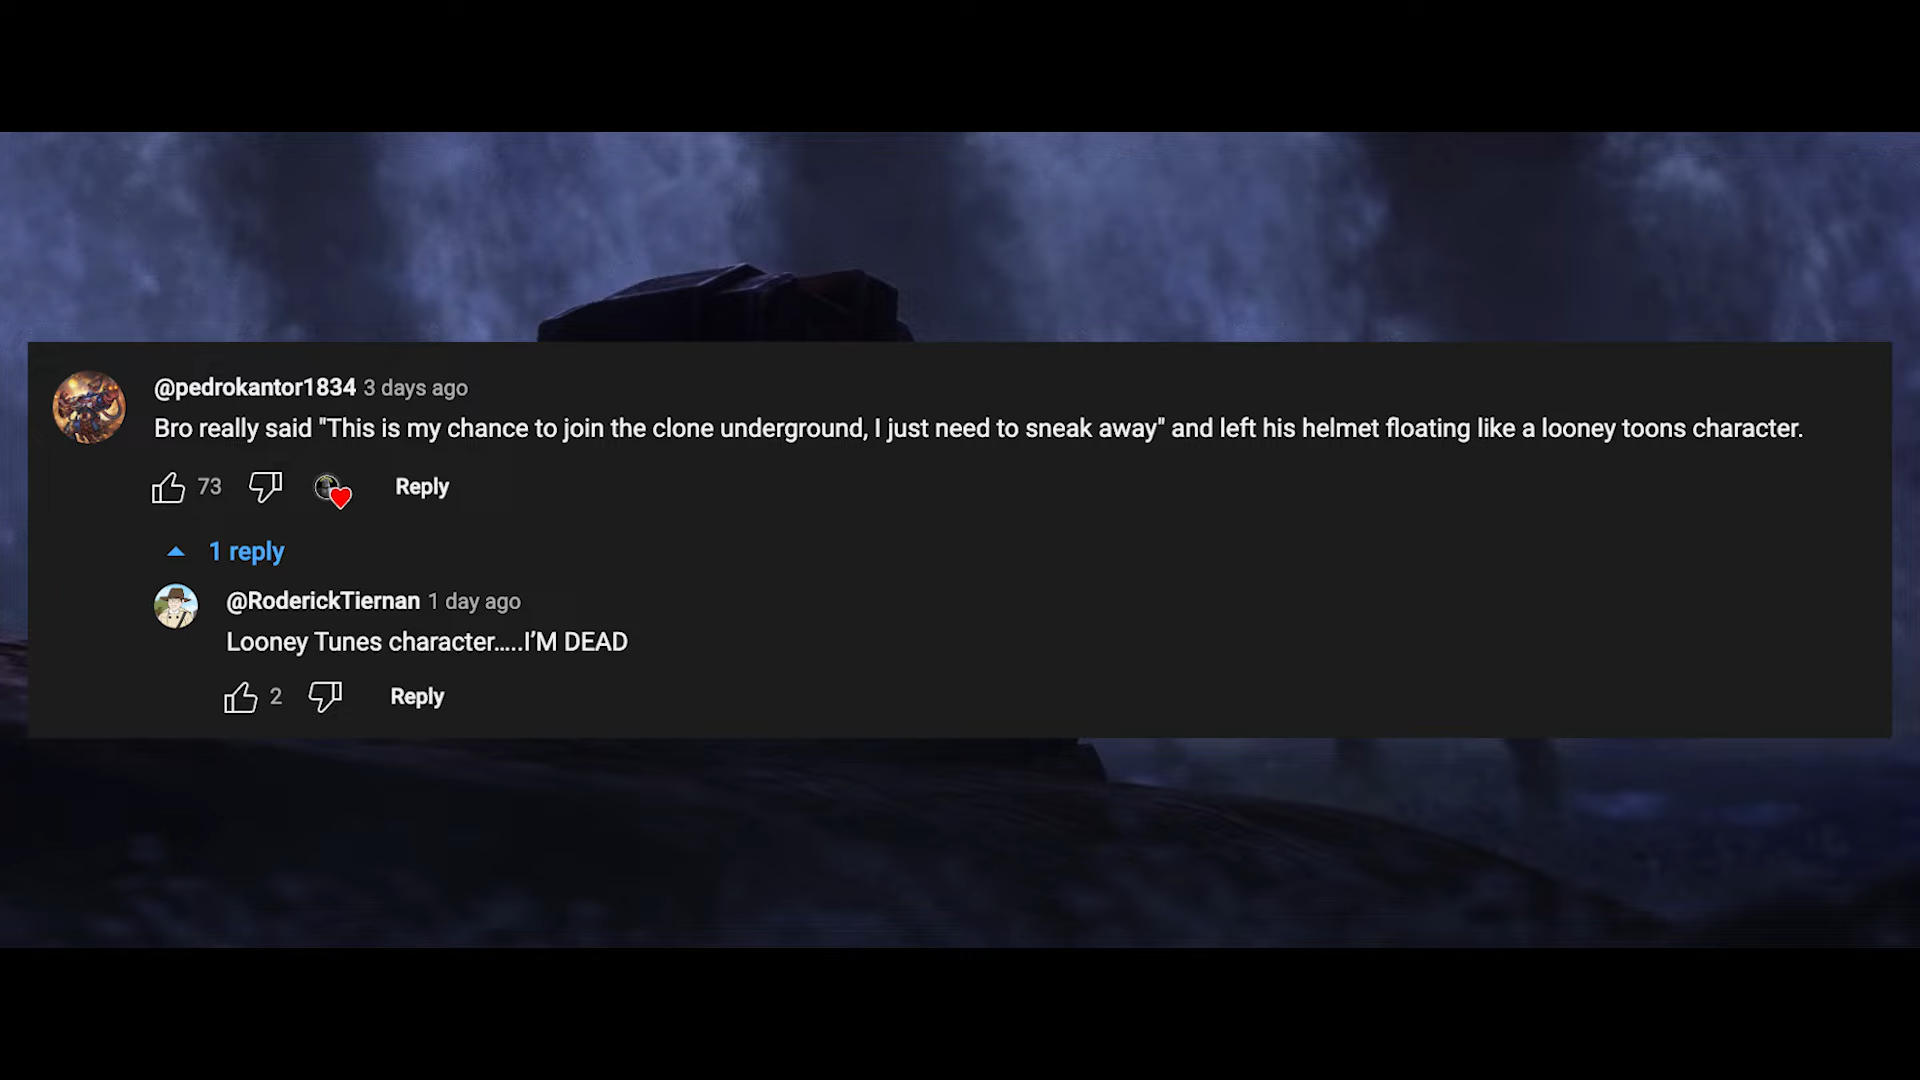 @pedrokantor1834 3 days ago
Bro really said "This is my chance to join the clone underground, I just need to sneak away" and left his helmet floating like a looney toons character.
73 Reply
1 reply
@RoderickTiernan 1 day ago
Looney Tunes character.....I’M DEAD
2 Reply